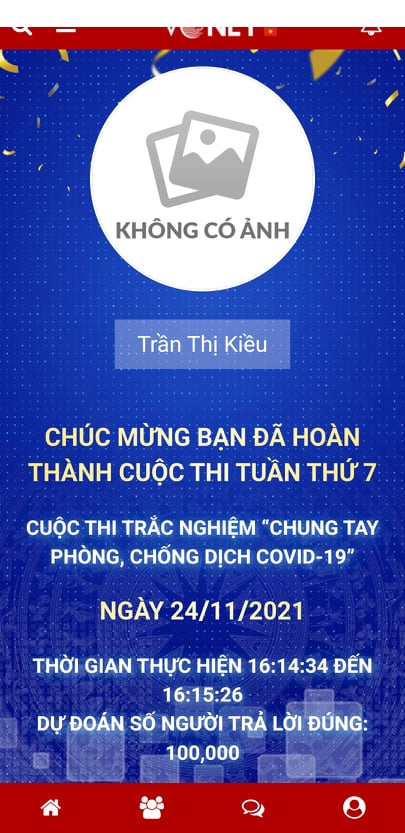 VCNET
KHÔNG CÓ ẢNH
Trần Thị Kiều
CHÚC MỪNG BẠN ĐÃ HOÀN
THÀNH CUỘC THI TUẦN THỨ 7
CUỘC THI TRẮC NGHIỆM “CHUNG TAY
PHÒNG, CHỐNG DỊCH COVID-19”
NGÀY 24/11/2021
THỜI GIAN THỰC HIỆN 16:14:34 ĐẾN
16:15:26
DỰ ĐOÁN SỐ NGƯỜI TRẢ LỜI ĐÚNG:
100,000